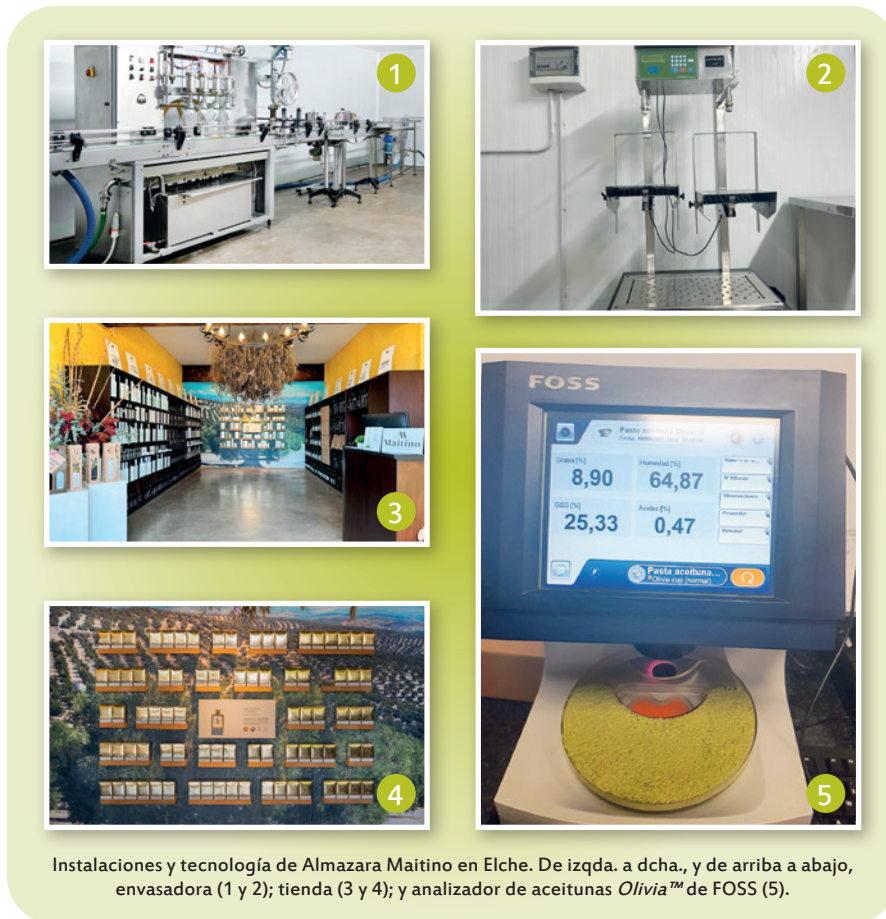 1
2
3
Maitino
4
FOSS
Pasta aceituna General
Grasa [%]
8,90
Humedad [%]
64,87
GSS [%]
25,33
Acidez [%]
0,47
Nº Albarán
Observaciones
Proveedor
Variedad
Pasta aceituna...
Olivia cup (normal)
5
Instalaciones y tecnología de Almazara Maitino en Elche. De izqda. a dcha., y de arriba a abajo,
envasadora (1 y 2); tienda (3 y 4); y analizador de aceitunas Olivia™ de FOSS (5).